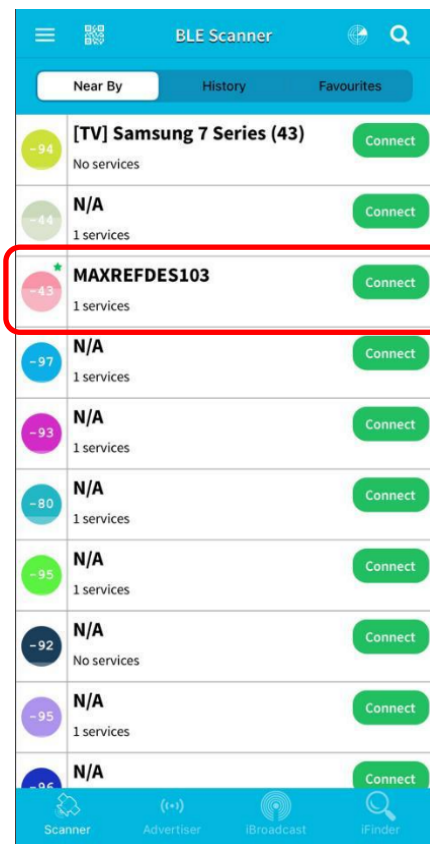 BLE Scanner
Near By History Favourites
-94 [TV] Samsung 7 Series (43) Connect
No services
-44 N/A Connect
1 services
-43 MAXREFDES103 Connect
1 services
-97 N/A Connect
1 services
-93 N/A Connect
1 services
-80 N/A Connect
1 services
-95 N/A Connect
1 services
-92 N/A Connect
No services
-95 N/A Connect
1 services
-96 N/A Connect
Scanner Advertiser iBroadcast iFinder